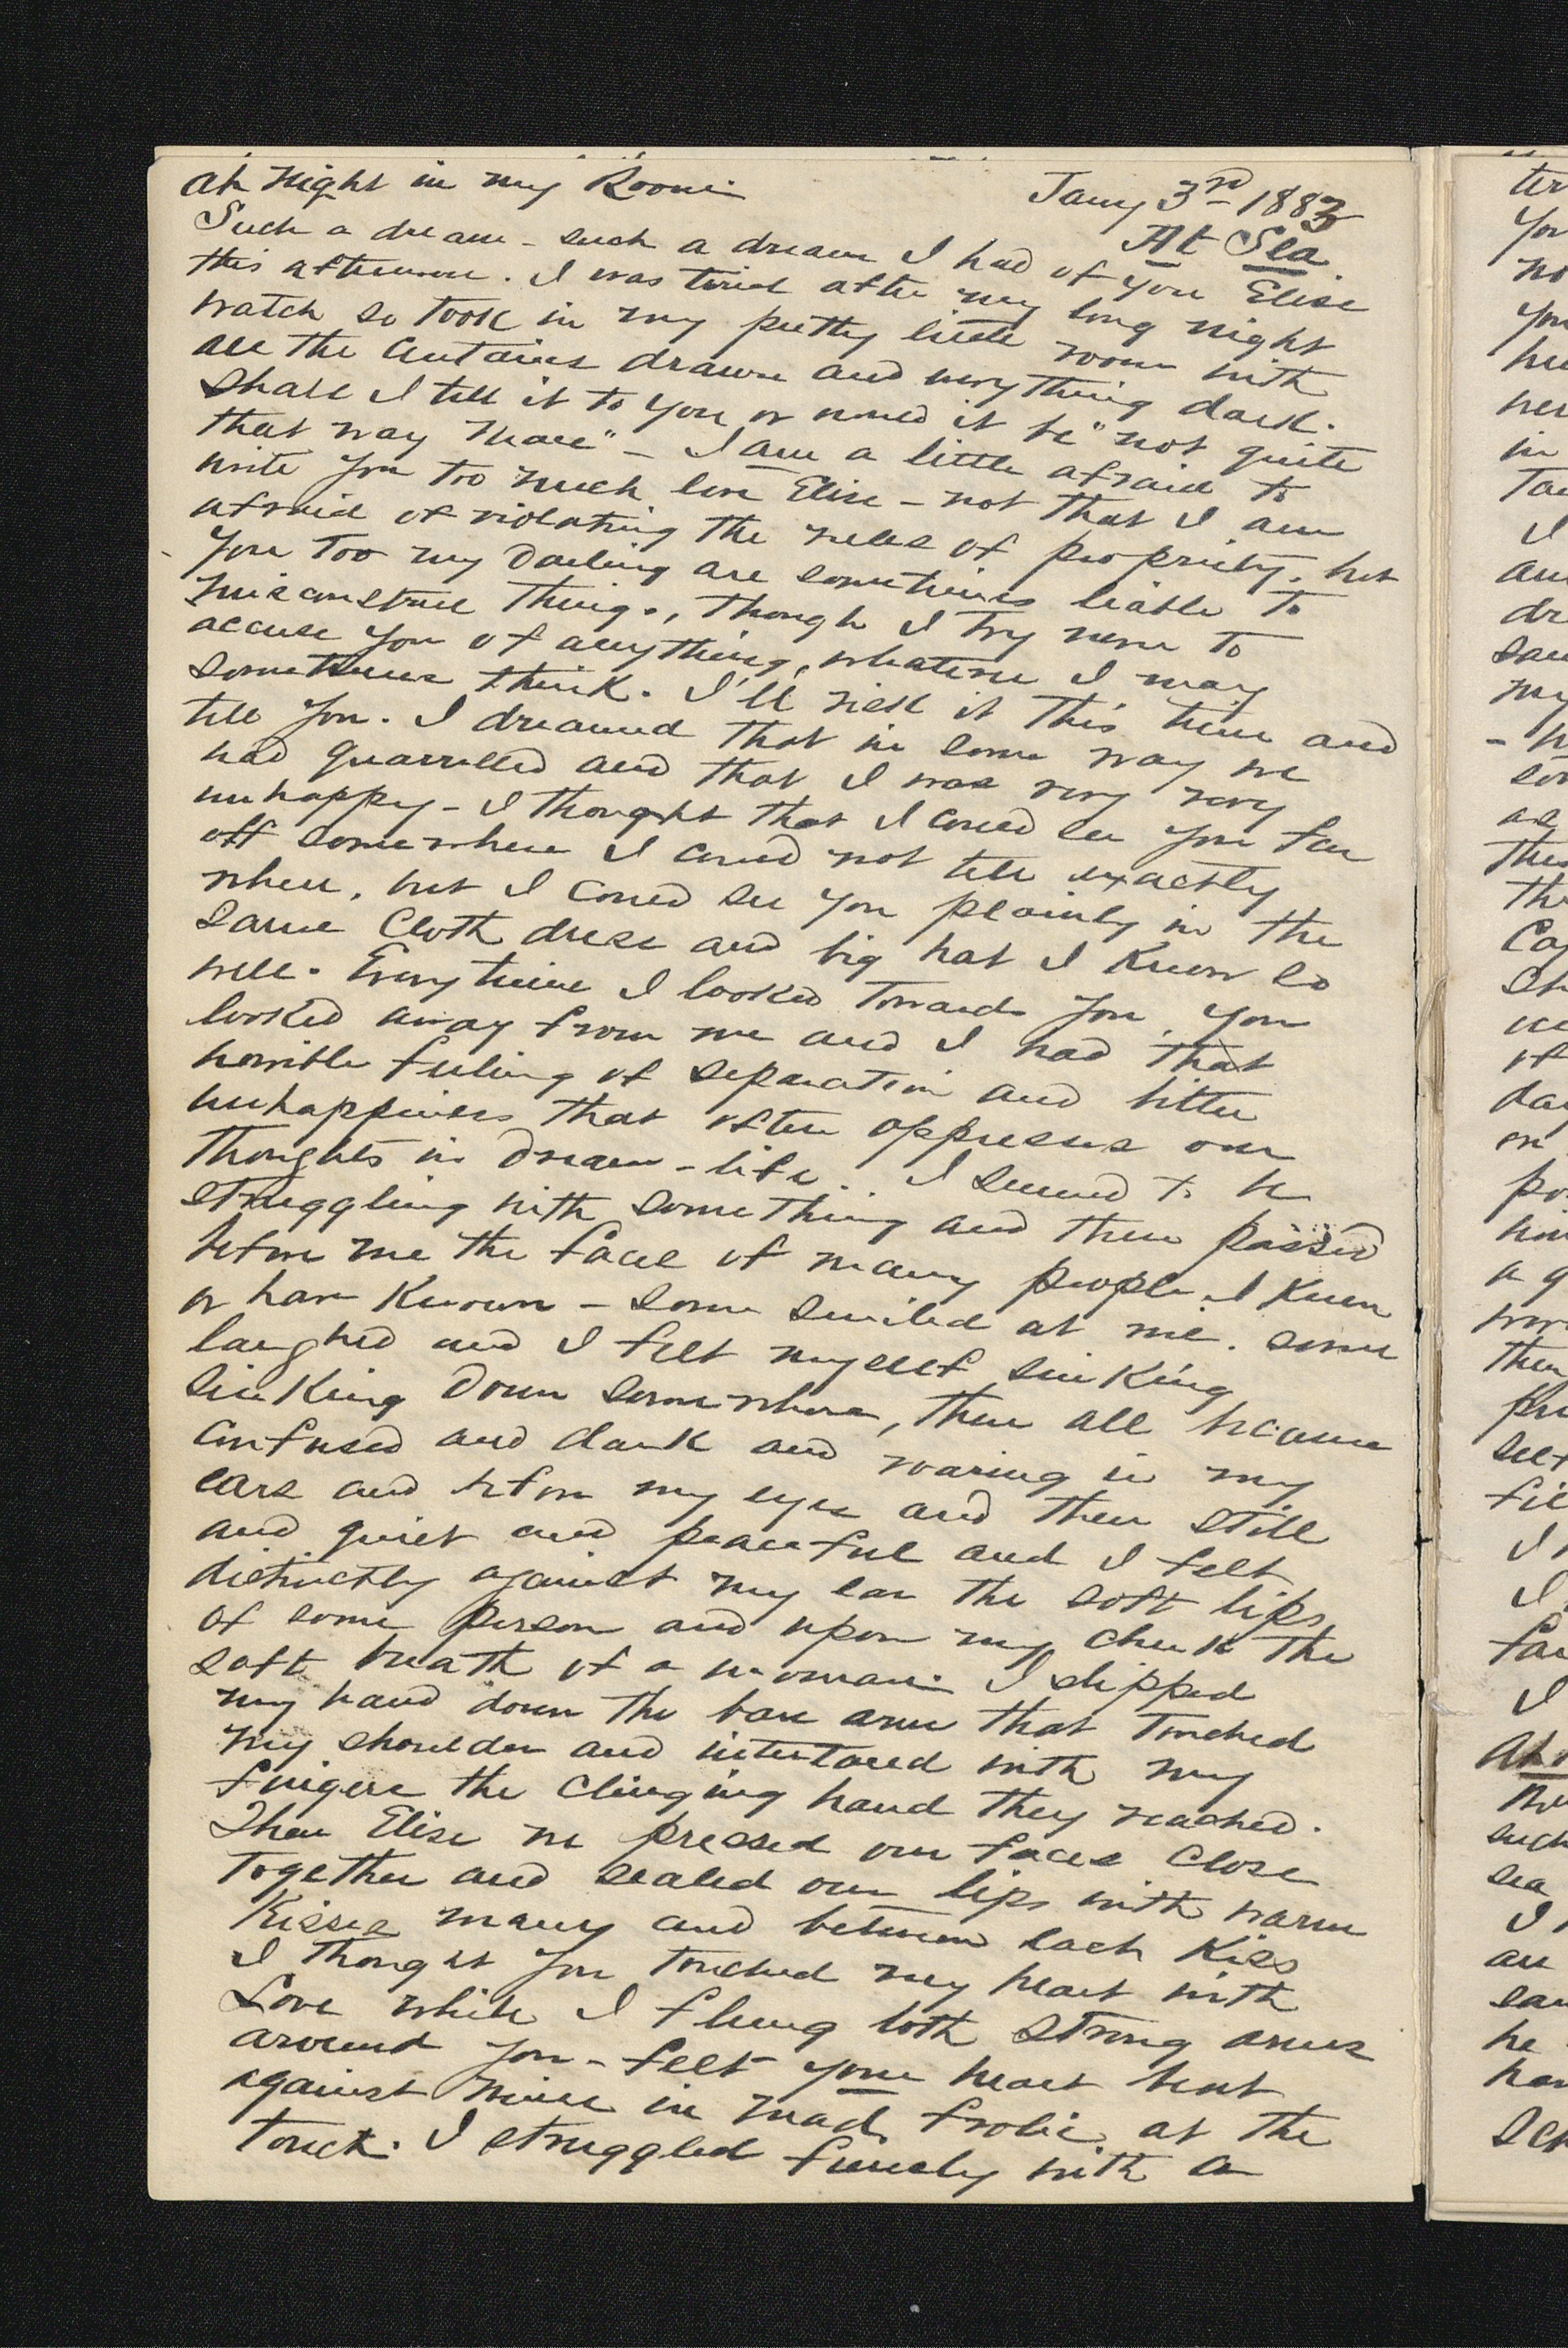 At night in my Room
Jany 3rd 1883
At Sea.
Such a dream - such a dream I had of you Elise
this afternoon. I was tired after my long night
watch so took in my pretty little room with
all the curtains drawn and everything dark.
Shall I tell it to you or would it be "not quite
that way Mace" - I am a little afraid to
write you too much love Elise - not that I am
afraid of violating the rules of propriety, but
you too my Darling are sometimes liable to
misconstrue things, though I try never to
accuse you of anything, whatever I may
sometimes think. I'll risk it this time and
tell you. I dreamed that in some way we
had quarrelled and that I was very very
unhappy - I thought that I could see you far
off somewhere I could not tell exactly
where, but I could see you plainly in the
same Cloth dress and big hat I know so
well. Everytime I looked towards you, you
looked away from me and I had that
horrible feeling of separation and bitter
unhappiness that often oppresses our
thoughts in Dream-life. I seemed to be
struggling with something and there passed
before me the faces of many people I knew
or have known - some smiled at me. some
laughed and I felt myself sinking
sinking down somewhere, then all became
confused and dark and roaring in my
ears and before my eyes and then still
and quiet and peaceful and I felt
distinctly against my ear the soft lips
of some person and upon my cheek the
soft breath of a woman. I slipped
my hand down the bare arm that touched
my shoulder and interlaced with my
fingers the clinging hand they reached.
Then Elise we pressed our faces close
together and sealed our lips with warm
Kisses many and between each Kiss
I thought you touched my heart with
Love while I flung both strong arms
around you - felt your heart beat
against mine in mad frolic at the
touch. I struggled fiercely with a